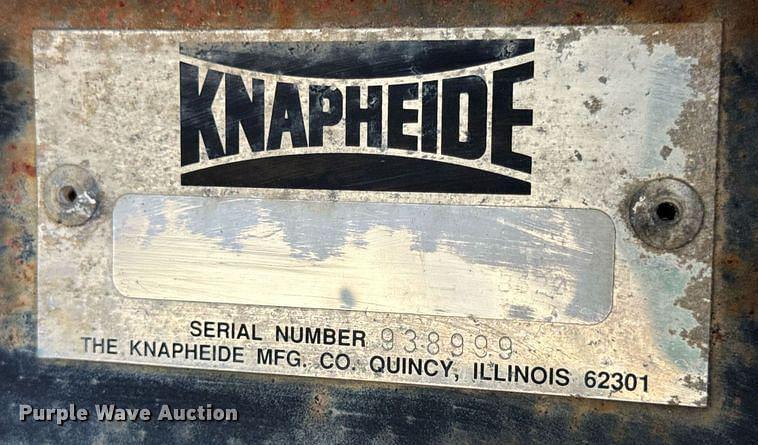 KNAPHEIDE
SERIAL NUMBER 938999
THE KNAPHEIDE MFG. CO. QUINCY, ILLINOIS 62301
Purple Wave Auction